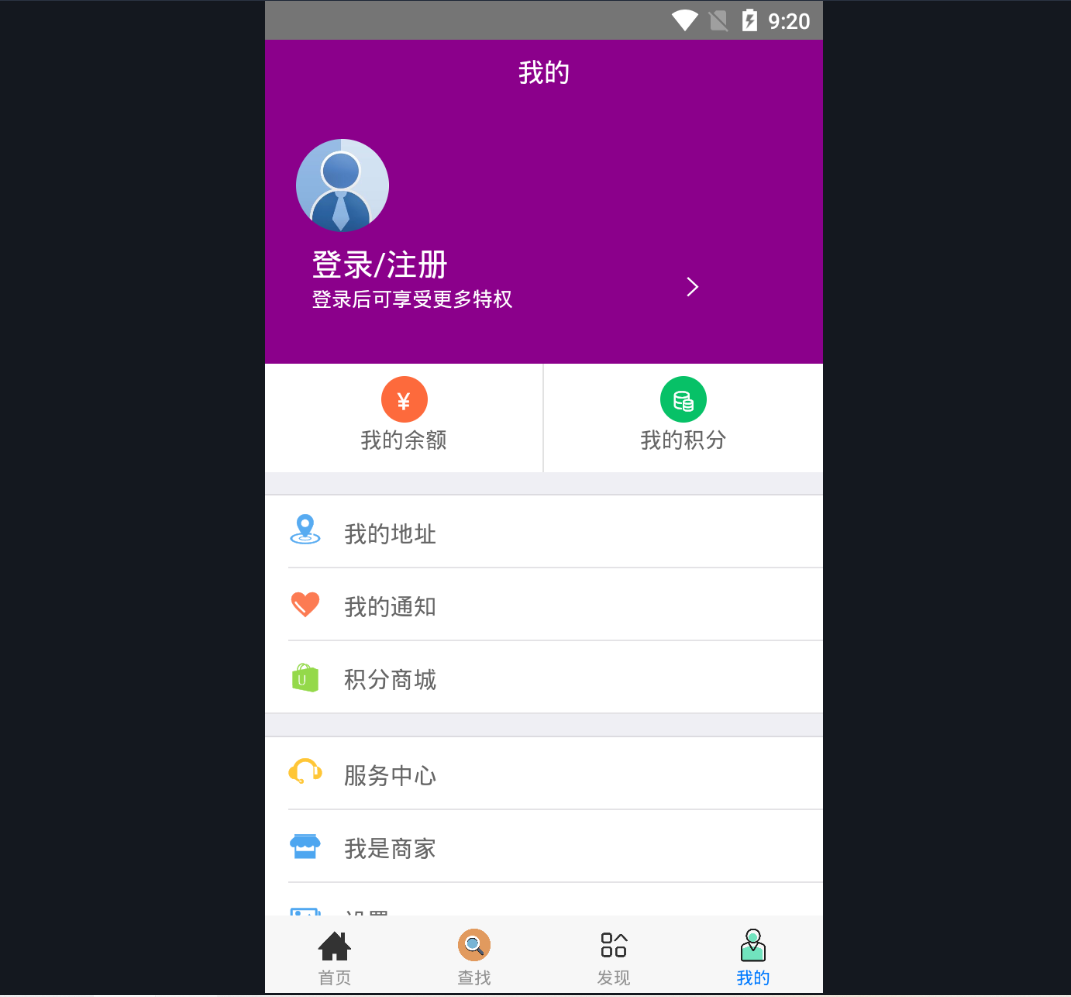 9:20
我的
登录/注册
登录后可享受更多特权
¥
我的余额
我的积分
我的地址
我的通知
U
积分商城
服务中心
我是商家
设置
首页
查找
发现
我的